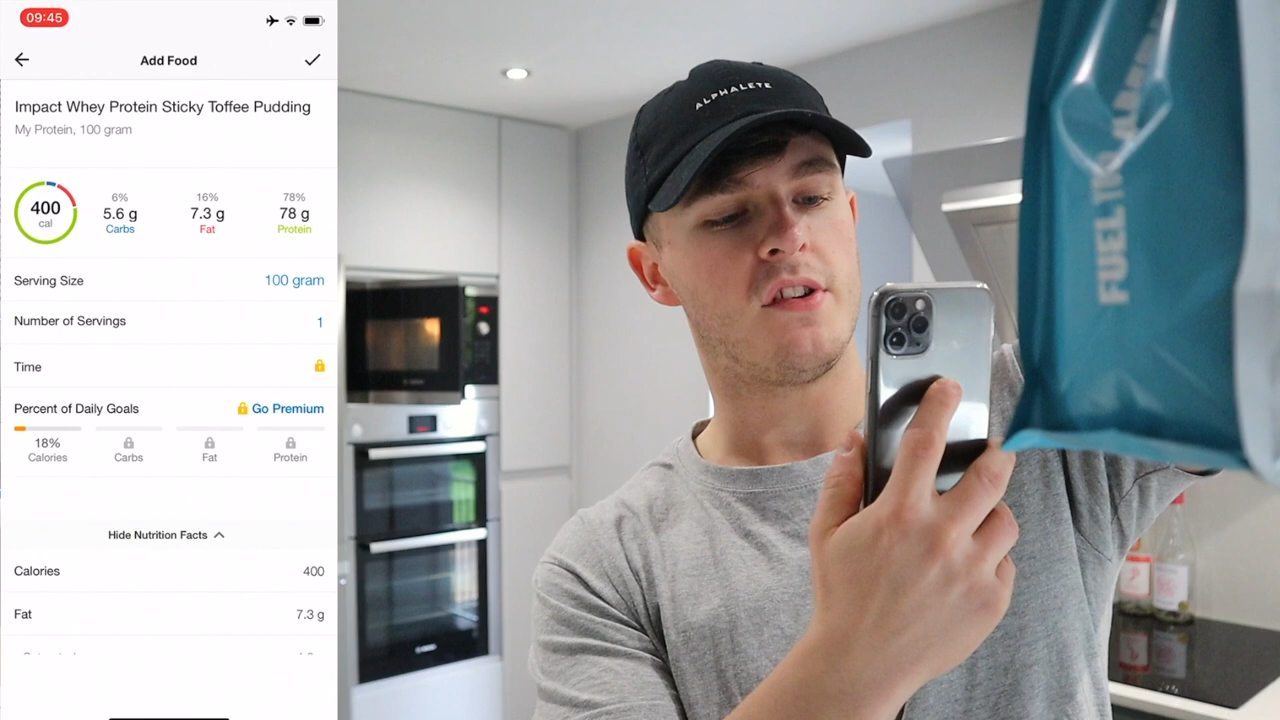 09:45
Add Food
Impact Whey Protein Sticky Toffee Pudding
My Protein, 100 gram
400
cal
6%
5.6 g
Carbs
16%
7.3 g
Fat
78%
78 g
Protein
Serving Size
100 gram
Number of Servings
1
Time
Percent of Daily Goals
Go Premium
18%
Calories
Carbs
Fat
Protein
Hide Nutrition Facts
Calories
400
Fat
7.3 g
ALPHALETE
FUEL